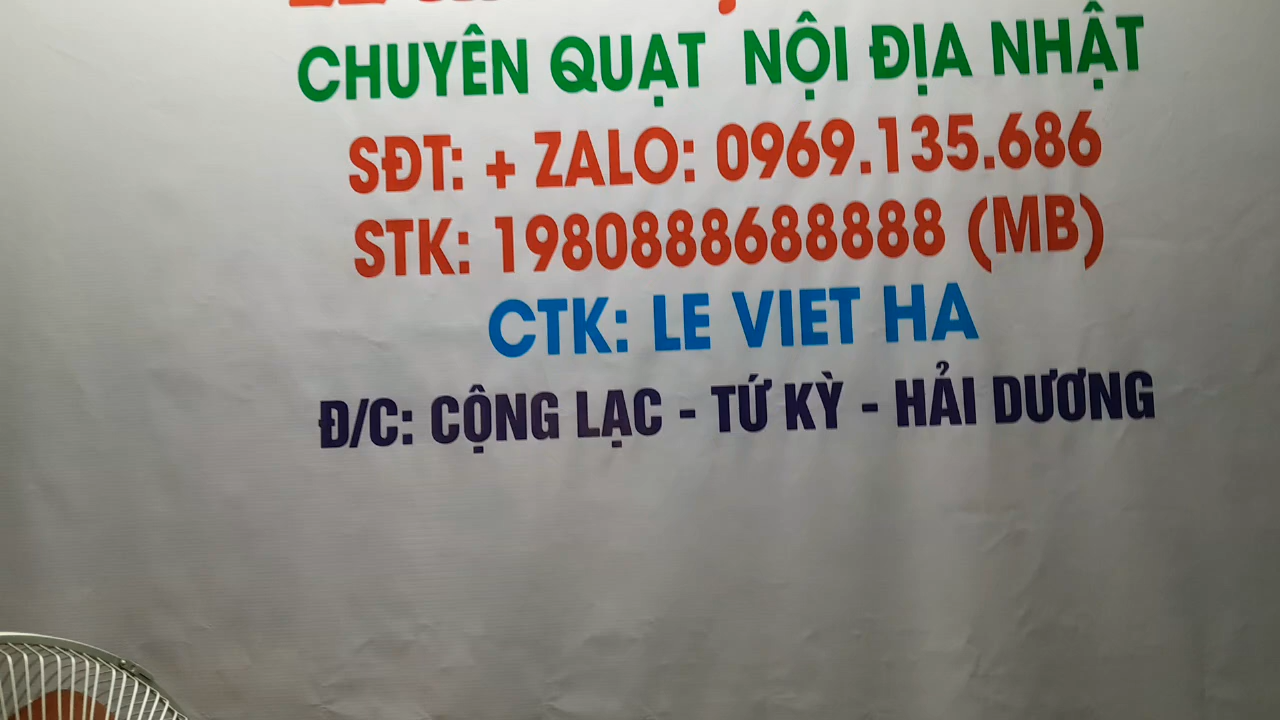 CHUYÊN QUẠT NỘI ĐỊA NHẬT
SĐT: + ZALO: 0969.135.686
STK: 1980888688888 (MB)
CTK: LE VIET HA
Đ/C: CỘNG LẠC - TỨ KỲ - HẢI DƯƠNG